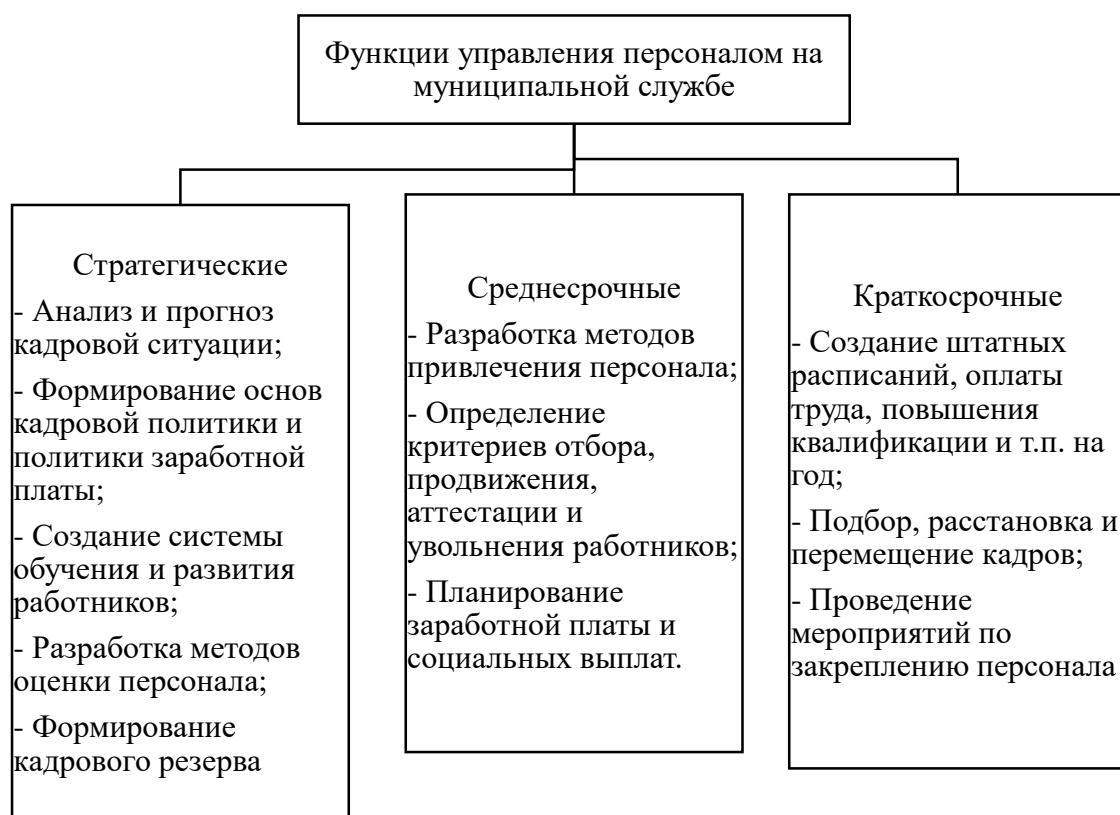 Функции управления персоналом на
муниципальной службе
Стратегические
- Анализ и прогноз
кадровой ситуации;
- Формирование основ
кадровой политики и
политики заработной
платы;
- Создание системы
обучения и развития
работников;
- Разработка методов
оценки персонала;
- Формирование
кадрового резерва
Среднесрочные
- Разработка методов
привлечения персонала;
- Определение
критериев отбора,
продвижения,
аттестации и
увольнения работников;
- Планирование
заработной платы и
социальных выплат.
Краткосрочные
- Создание штатных
расписаний, оплаты
труда, повышения
квалификации и т.п. на
год;
- Подбор, расстановка и
перемещение кадров;
- Проведение
мероприятий по
закреплению персонала